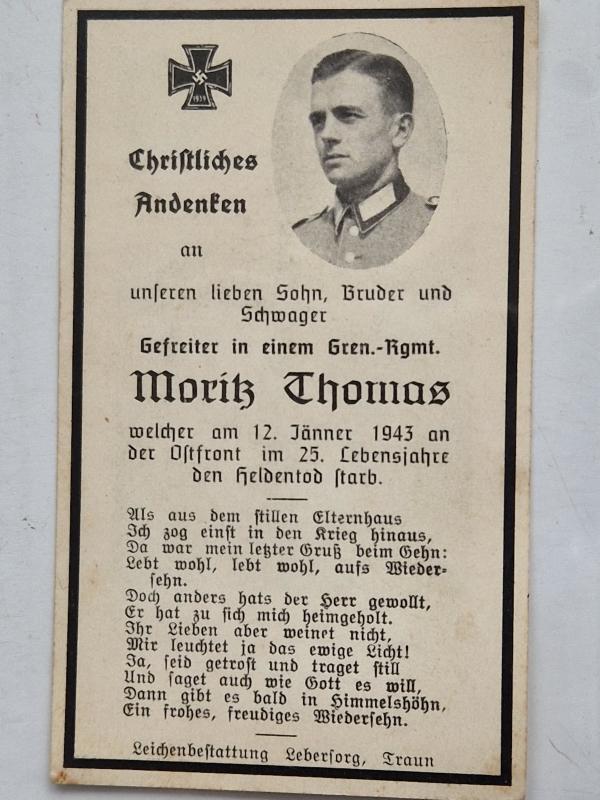 1939
Christliches
Andenken
an
unseren lieben Sohn, Bruder und
Schwager
Gefreiter in einem Gren.-Rgmt.
Moritz Thomas
welcher am 12. Jänner 1943 an
der Ostfront im 25. Lebensjahre
den Heldentod starb.
Als aus dem stillen Elternhaus
Ich zog einst in den Krieg hinaus,
Da war mein letzter Gruß beim Gehn:
Lebt wohl, lebt wohl, aufs Wieder-
sehn.
Doch anders hats der Herr gewollt,
Er hat zu sich mich heimgeholt.
Ihr Lieben aber weinet nicht,
Mir leuchtet ja das ewige Licht!
Ja, seid getrost und traget still
Und saget auch wie Gott es will,
Dann gibt es bald in Himmelshöhn,
Ein frohes, freudiges Wiedersehn.
Leichenbestattung Lebersorg, Traun